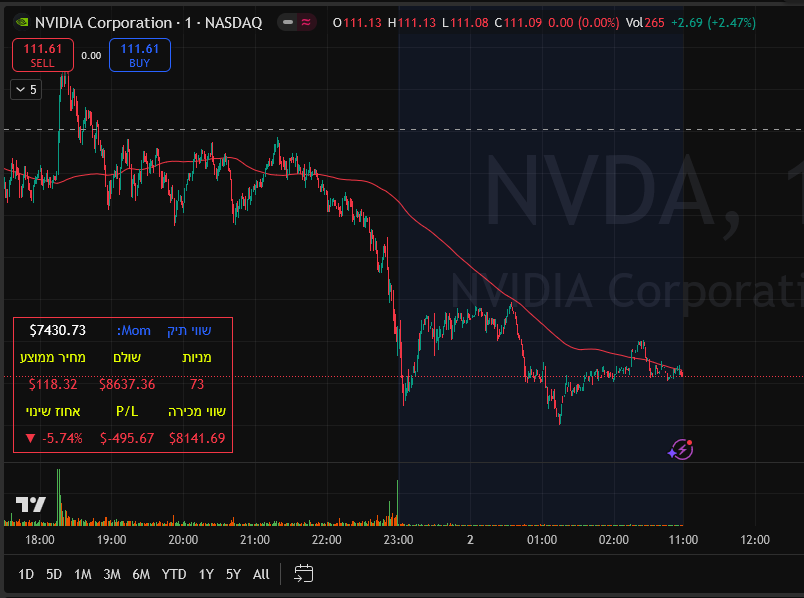 NVIDIA Corporation · 1 · NASDAQ O111.13 H111.13 L111.08 C111.09 0.00 (0.00%) Vol265 +2.69 (+2.47%)
111.61 0.00 111.61
SELL BUY
5
NVDA, 1
NVIDIA Corporati
שווי תיק Mom: $7430.73
מניות שולם מחיר ממוצע
73 $8637.36 $118.32
שווי מכירה P/L אחוז שינוי
$8141.69 $-495.67 ▼ -5.74%
18:00 19:00 20:00 21:00 22:00 23:00 2 01:00 02:00 11:00 12:00
1D 5D 1M 3M 6M YTD 1Y 5Y All